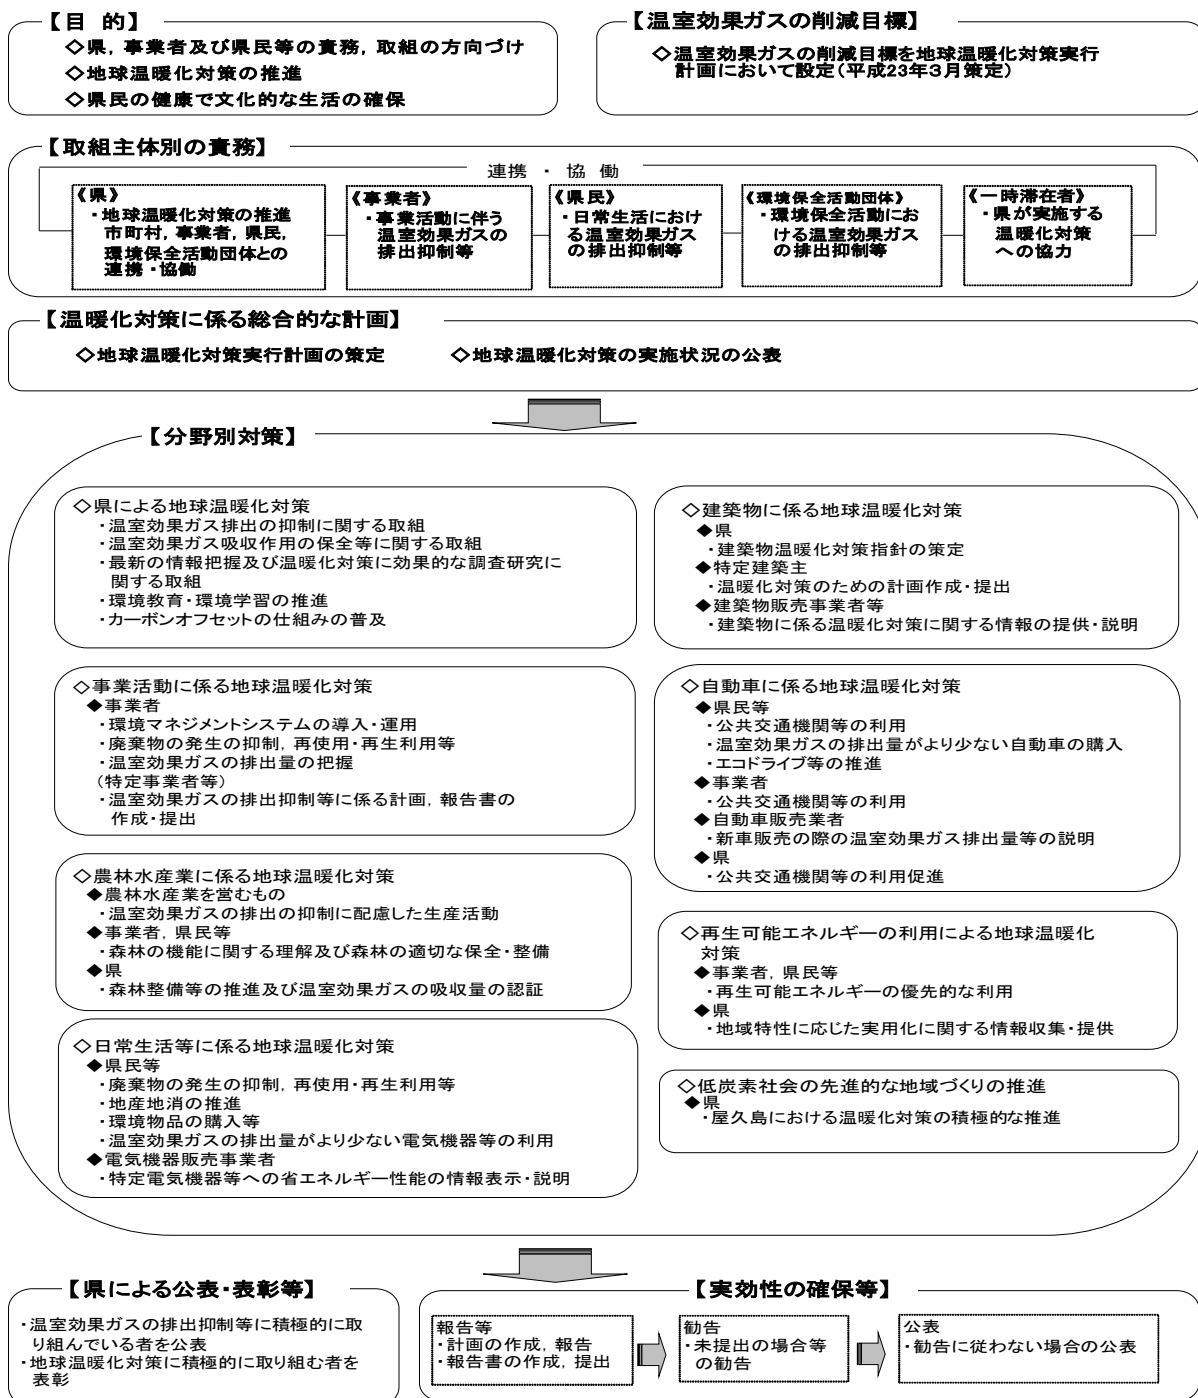 【目 的】
◇県，事業者及び県民等の責務，取組の方向づけ
◇地球温暖化対策の推進
◇県民の健康で文化的な生活の確保
【温室効果ガスの削減目標】
◇温室効果ガスの削減目標を地球温暖化対策実行
計画において設定(平成23年３月策定)
【取組主体別の責務】
連携 ・ 協 働
《県》
・地球温暖化対策の推進
市町村，事業者，県民，
環境保全活動団体との
連携・協働
《事業者》
・事業活動に伴う
温室効果ガスの
排出抑制等
《県民》
・日常生活におけ
る温室効果ガス
の排出抑制等
《環境保全活動団体》
・環境保全活動にお
ける温室効果ガス
の排出抑制等
《一時滞在者》
・県が実施する
温暖化対策
への協力
【温暖化対策に係る総合的な計画】
◇地球温暖化対策実行計画の策定
◇地球温暖化対策の実施状況の公表
【分野別対策】
◇県による地球温暖化対策
・温室効果ガス排出の抑制に関する取組
・温室効果ガス吸収作用の保全等に関する取組
・最新の情報把握及び温暖化対策に効果的な調査研究に
関する取組
・環境教育・環境学習の推進
・カーボンオフセットの仕組みの普及
◇事業活動に係る地球温暖化対策
◆事業者
・環境マネジメントシステムの導入・運用
・廃棄物の発生の抑制，再使用・再生利用等
・温室効果ガスの排出量の把握
(特定事業者等)
・温室効果ガスの排出抑制等に係る計画，報告書の
作成・提出
◇農林水産業に係る地球温暖化対策
◆農林水産業を営むもの
・温室効果ガスの排出の抑制に配慮した生産活動
◆事業者，県民等
・森林の機能に関する理解及び森林の適切な保全・整備
◆県
・森林整備等の推進及び温室効果ガスの吸収量の認証
◇日常生活等に係る地球温暖化対策
◆県民等
・廃棄物の発生の抑制，再使用・再生利用等
・地産地消の推進
・環境物品の購入等
・温室効果ガスの排出量がより少ない電気機器等の利用
◆電気機器販売事業者
・特定電気機器等への省エネルギー性能の情報表示・説明
◇建築物に係る地球温暖化対策
◆県
・建築物温暖化対策指針の策定
◆特定建築主
・温暖化対策のための計画作成・提出
◆建築物販売事業者等
・建築物に係る温暖化対策に関する情報の提供・説明
◇自動車に係る地球温暖化対策
◆県民等
・公共交通機関等の利用
・温室効果ガスの排出量がより少ない自動車の購入
・エコドライブ等の推進
◆事業者
・公共交通機関等の利用
◆自動車販売業者
・新車販売の際の温室効果ガス排出量等の説明
◆県
・公共交通機関等の利用促進
◇再生可能エネルギーの利用による地球温暖化
対策
◆事業者，県民等
・再生可能エネルギーの優先的な利用
◆県
・地域特性に応じた実用化に関する情報収集・提供
◇低炭素社会の先進的な地域づくりの推進
◆県
・屋久島における温暖化対策の積極的な推進
【県による公表・表彰等】
・温室効果ガスの排出抑制等に積極的に取
り組んでいる者を公表
・地球温暖化対策に積極的に取り組む者を
表彰
【実効性の確保等】
報告等
・計画の作成，報告
・報告書の作成，提出
勧告
・未提出の場合等
の勧告
公表
・勧告に従わない場合の公表